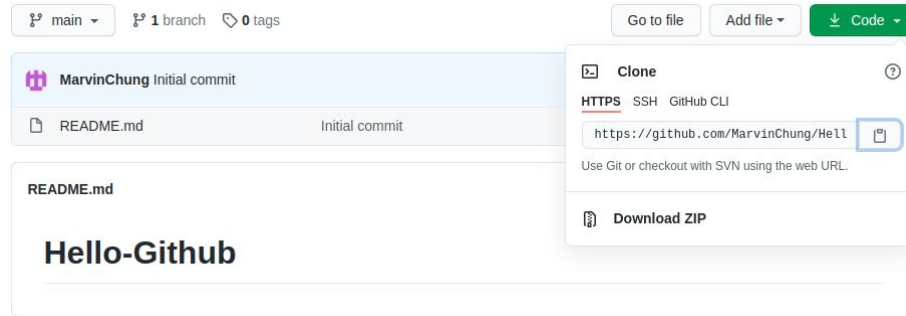 main 1 branch 0 tags Go to file Add file Code
MarvinChung Initial commit
README.md Initial commit
README.md
Hello-Github
Clone
HTTPS SSH GitHub CLI
https://github.com/MarvinChung/Hell
Use Git or checkout with SVN using the web URL.
Download ZIP